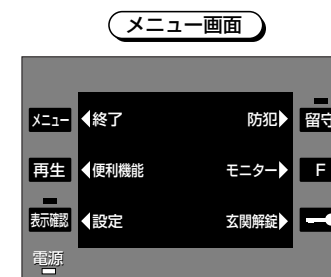 メニュー画面
メニュー ◀終了 防犯▶ 留守
再生 ◀便利機能 モニター▶ F
表示確認 ◀設定 玄関解錠▶
電源